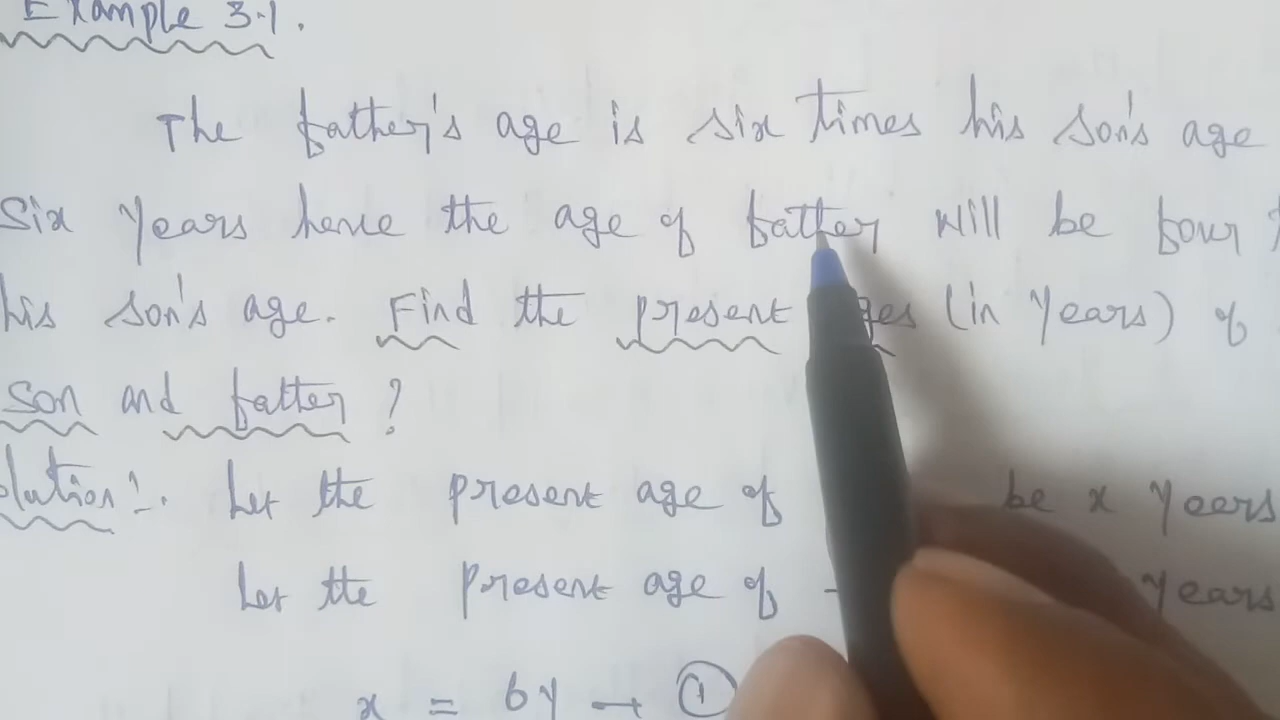 Example 3.1.
The father's age is six times his son's age
Six years hence the age of father will be four
his son's age. Find the present ages (in years) of
son and father ?
lution:. Let the present age of be x years
Let the present age of years
x = 6y → ①